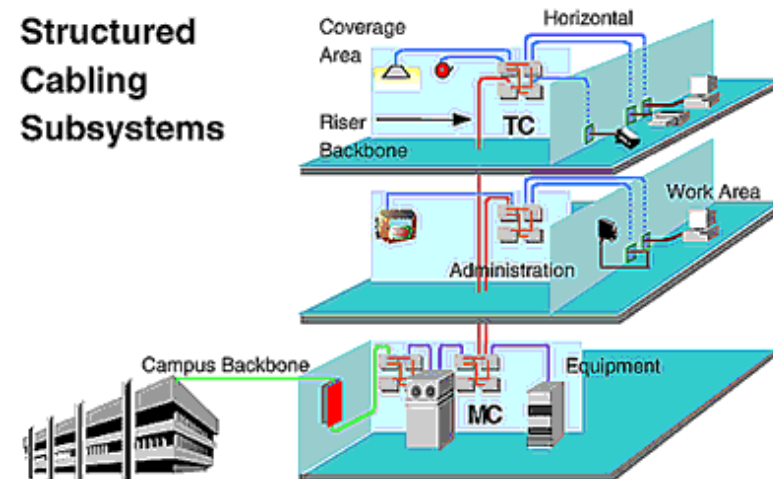 Structured
Cabling
Subsystems
Coverage
Area
Horizontal
Riser
Backbone
TC
Work Area
Administration
Campus Backbone
Equipment
MC